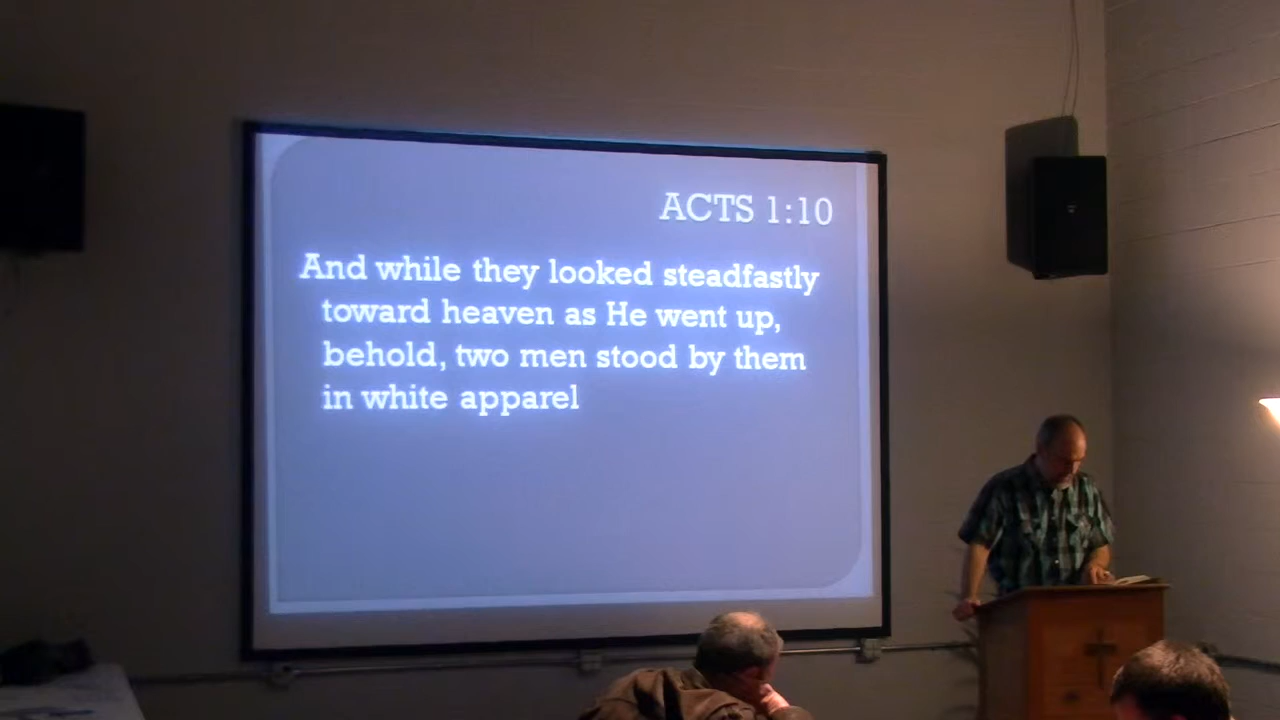 ACTS 1:10
And while they looked steadfastly
toward heaven as He went up,
behold, two men stood by them
in white apparel